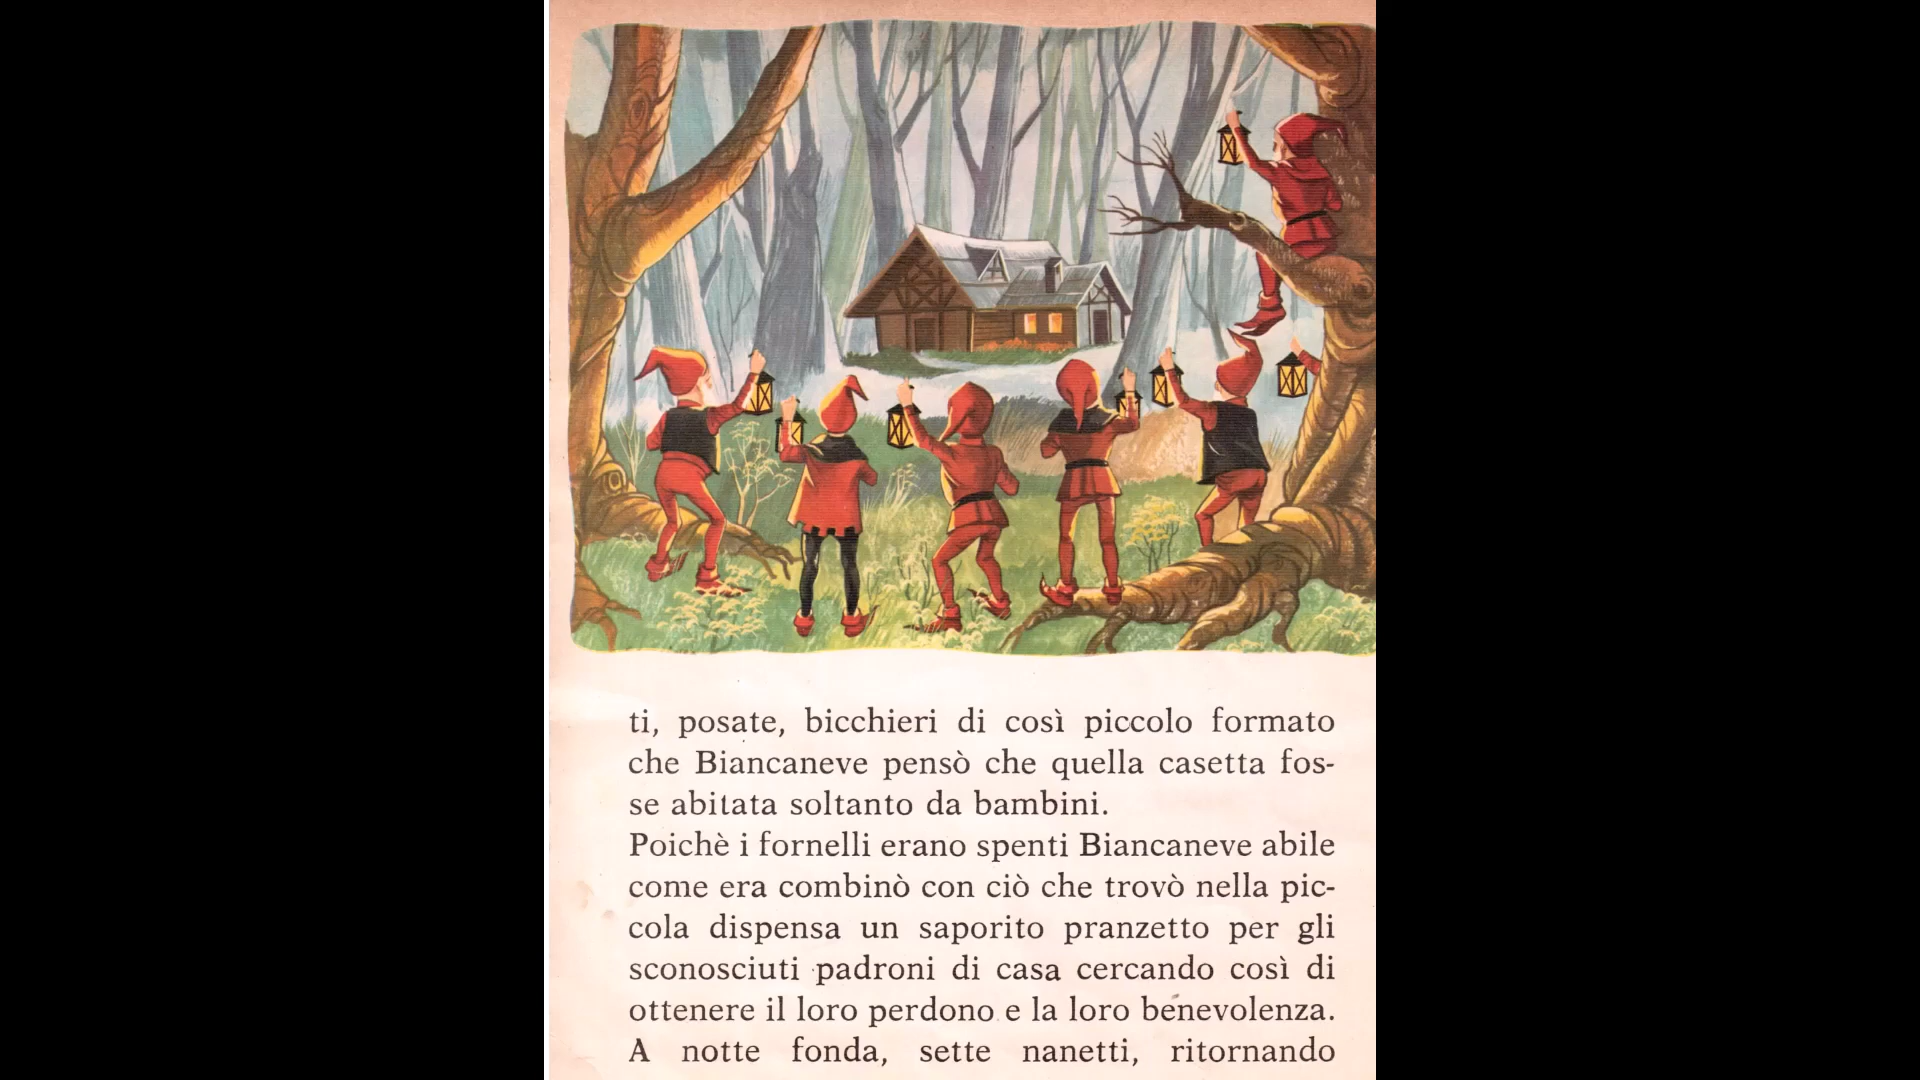 ti, posate, bicchieri di così piccolo formato
che Biancaneve pensò che quella casetta fos-
se abitata soltanto da bambini.
Poichè i fornelli erano spenti Biancaneve abile
come era combinò con ciò che trovò nella pic-
cola dispensa un saporito pranzetto per gli
sconosciuti padroni di casa cercando così di
ottenere il loro perdono e la loro benevolenza.
A notte fonda, sette nanetti, ritornando